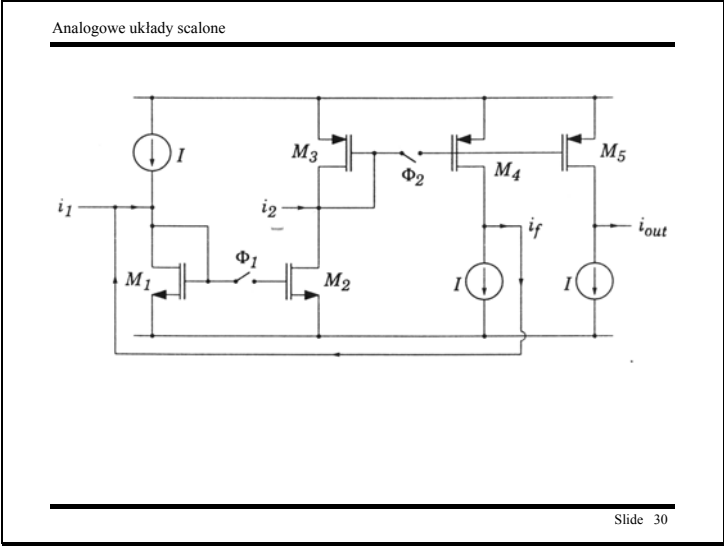 Analogowe układy scalone
I
M3
Φ2
M4
M5
i1
i2
if
iout
M1
Φ1
M2
I
I
Slide 30